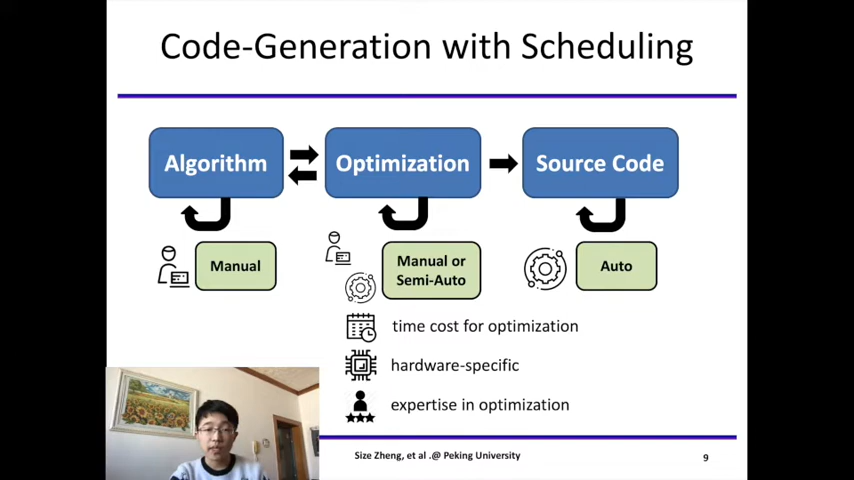 Code-Generation with Scheduling
Algorithm
Optimization
Source Code
Manual
Manual or
Semi-Auto
Auto
time cost for optimization
hardware-specific
expertise in optimization
Size Zheng, et al .@ Peking University
9